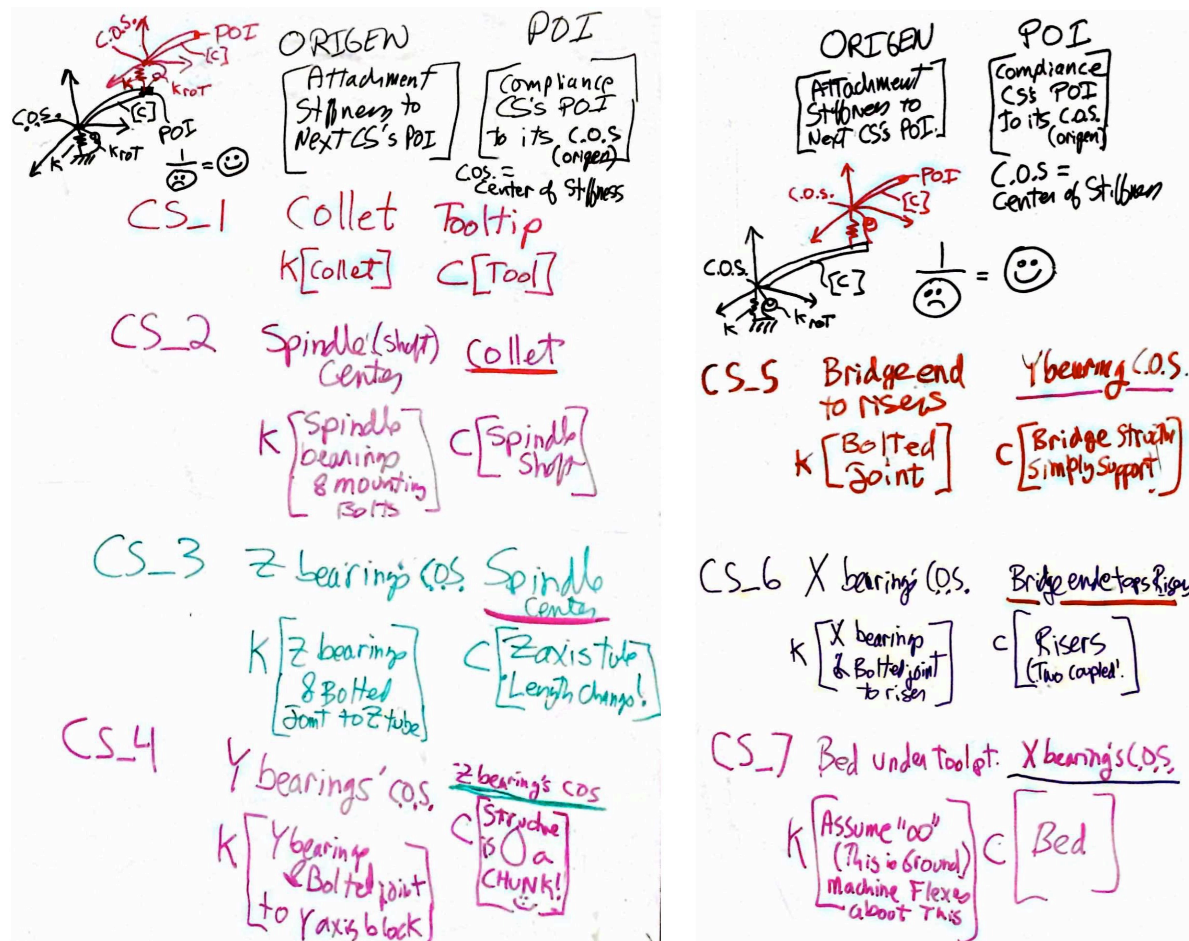 C.O.S.
POI
[C]
K
KROT
C.O.S.
[C]
POI
K
KROT
1
=
ORIGEN
POI
[Attachment
Stiffness to
Next CS's POI]
[Compliance
CS's POI
to its C.O.S
(origen)]
COS. =
Center of Stiffness
CS_1 Collet Tooltip
K[Collet] C[Tool]
CS_2 Spindle (shaft) Collet
Center
K[Spindle
bearings
& mounting
Bolts]
C[Spindle
shaft]
CS_3 Z bearing's C.O.S. Spindle
Center
K[Z bearings
& Bolted
Joint to Z tube]
C[Z axis tube
Length change!]
CS_4 Y bearings' C.O.S. Z bearing's COS
K[Y bearings
& Bolted joint
to Y axis block]
C[Structure
is a
CHUNK!]
ORIGEN
POI
[Attachment
Stiffness to
Next CS's POI.]
[Compliance
CS's POI
to its C.O.S.
(origen)]
C.O.S =
Center of Stiffness
C.O.S.
POI
[C]
C.O.S.
[C]
K
KROT
1
=
CS_5 Bridge end Y bearing C.O.S.
to risers
K[Bolted
Joint]
C[Bridge Structure
Simply Support]
CS_6 X bearing's C.O.S. Bridge end etops Risers
K[X bearings
& Bolted joint
to riser]
C[Risers
(Two coupled!]
CS_7 Bed under toolpt. X bearing's C.O.S.
K[Assume "∞"
(This is Ground)
machine Flexes
about This]
C[Bed]